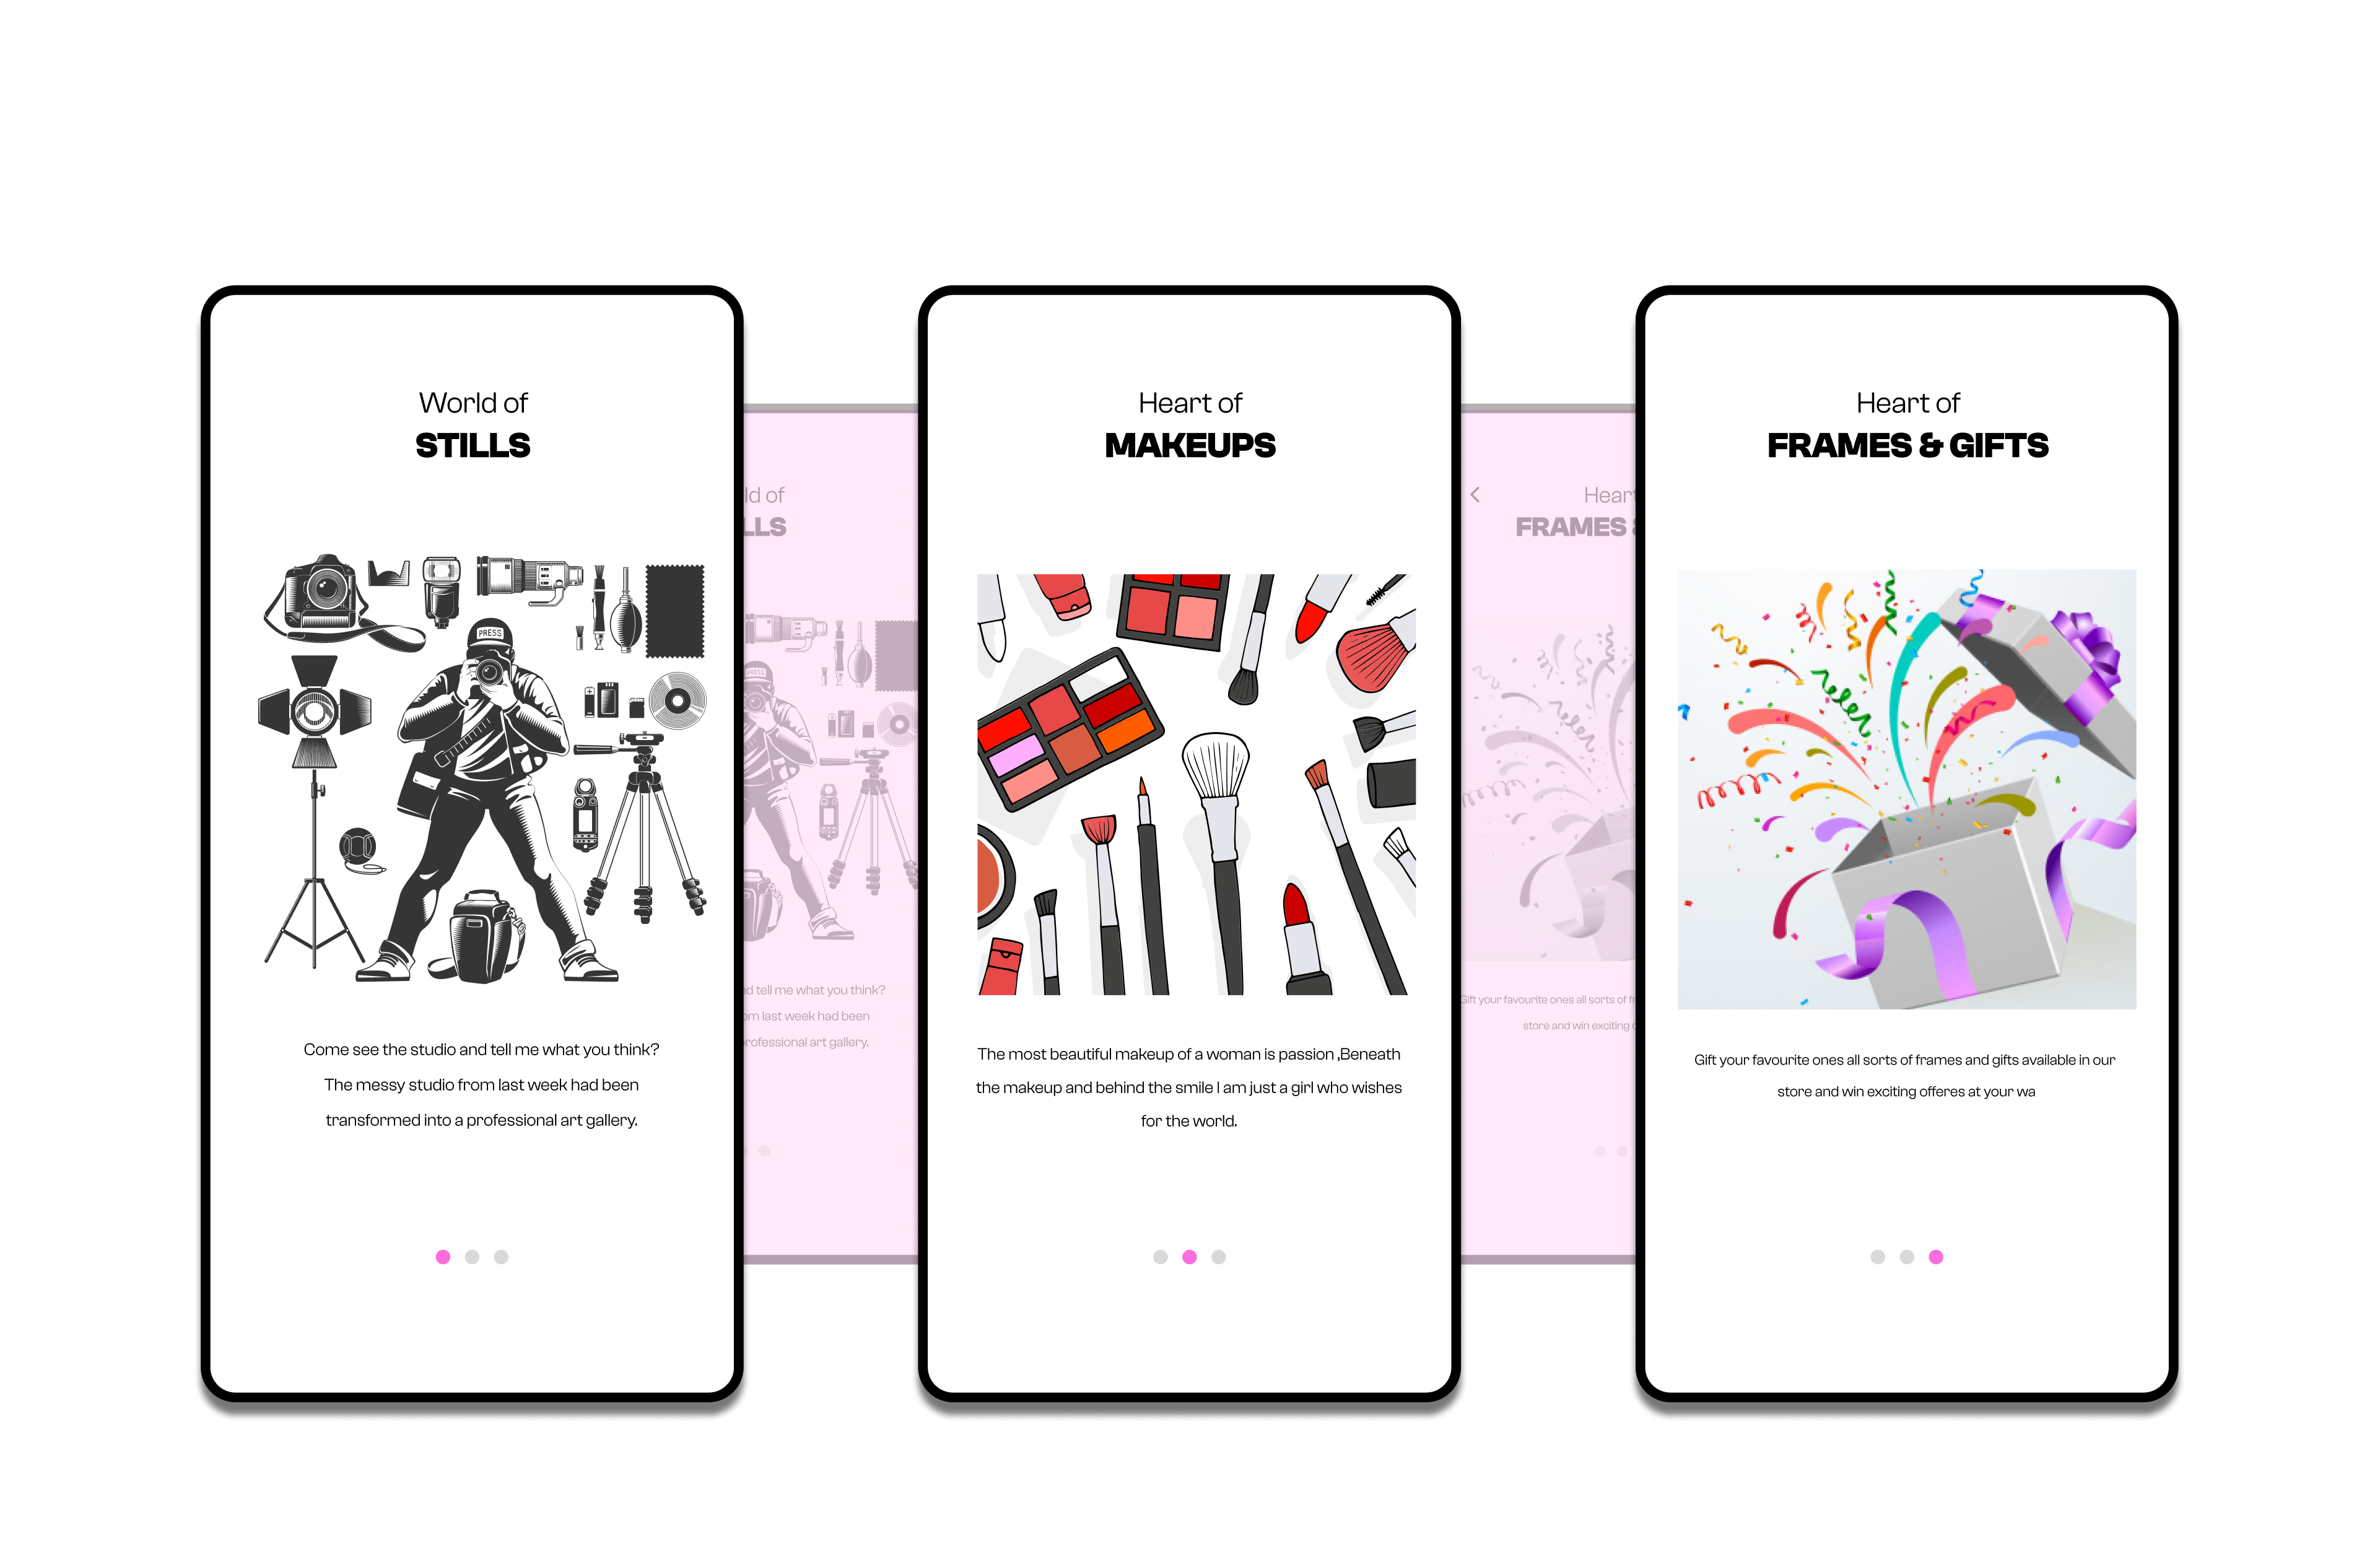 World of
STILLS
PRESS
Come see the studio and tell me what you think?
The messy studio from last week had been
transformed into a professional art gallery.
ld of
LLS
PRESS
d tell me what you think?
om last week had been
rofessional art gallery.
Heart of
MAKEUPS
The most beautiful makeup of a woman is passion ,Beneath
the makeup and behind the smile I am just a girl who wishes
for the world.
Heart
FRAMES &
Gift your favourite ones all sorts of fr
store and win exciting
Heart of
FRAMES & GIFTS
Gift your favourite ones all sorts of frames and gifts available in our
store and win exciting offeres at your wa